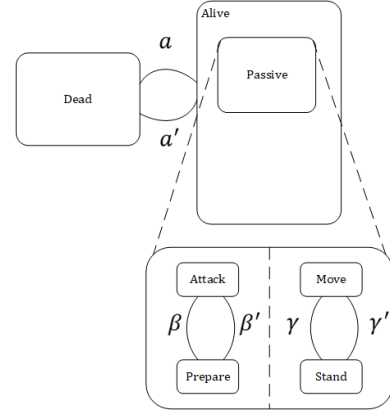 Alive
a
Passive
Dead
a′
Attack
Move
β
β′
γ
γ′
Prepare
Stand